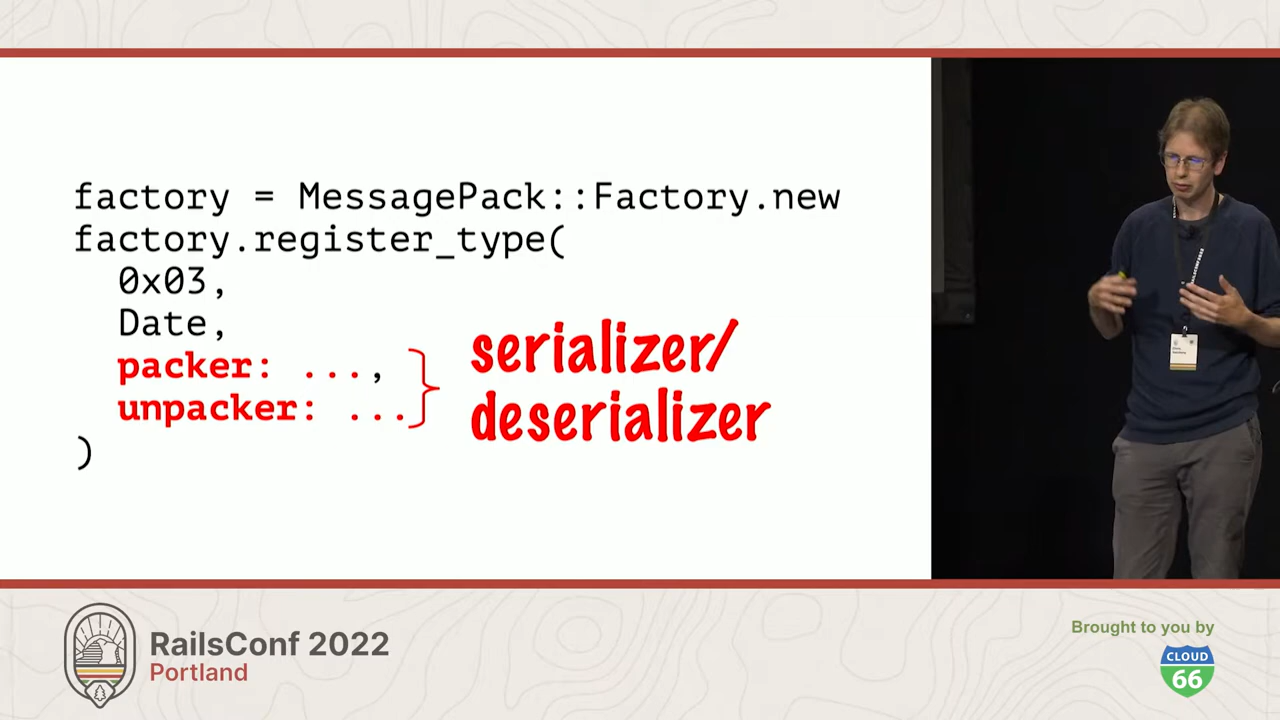 factory = MessagePack::Factory.new
factory.register_type(
  0x03,
  Date,
  packer: ...,
  unpacker: ...
)
serializer/
deserializer
RailsConf 2022
Portland
Brought to you by
CLOUD
66